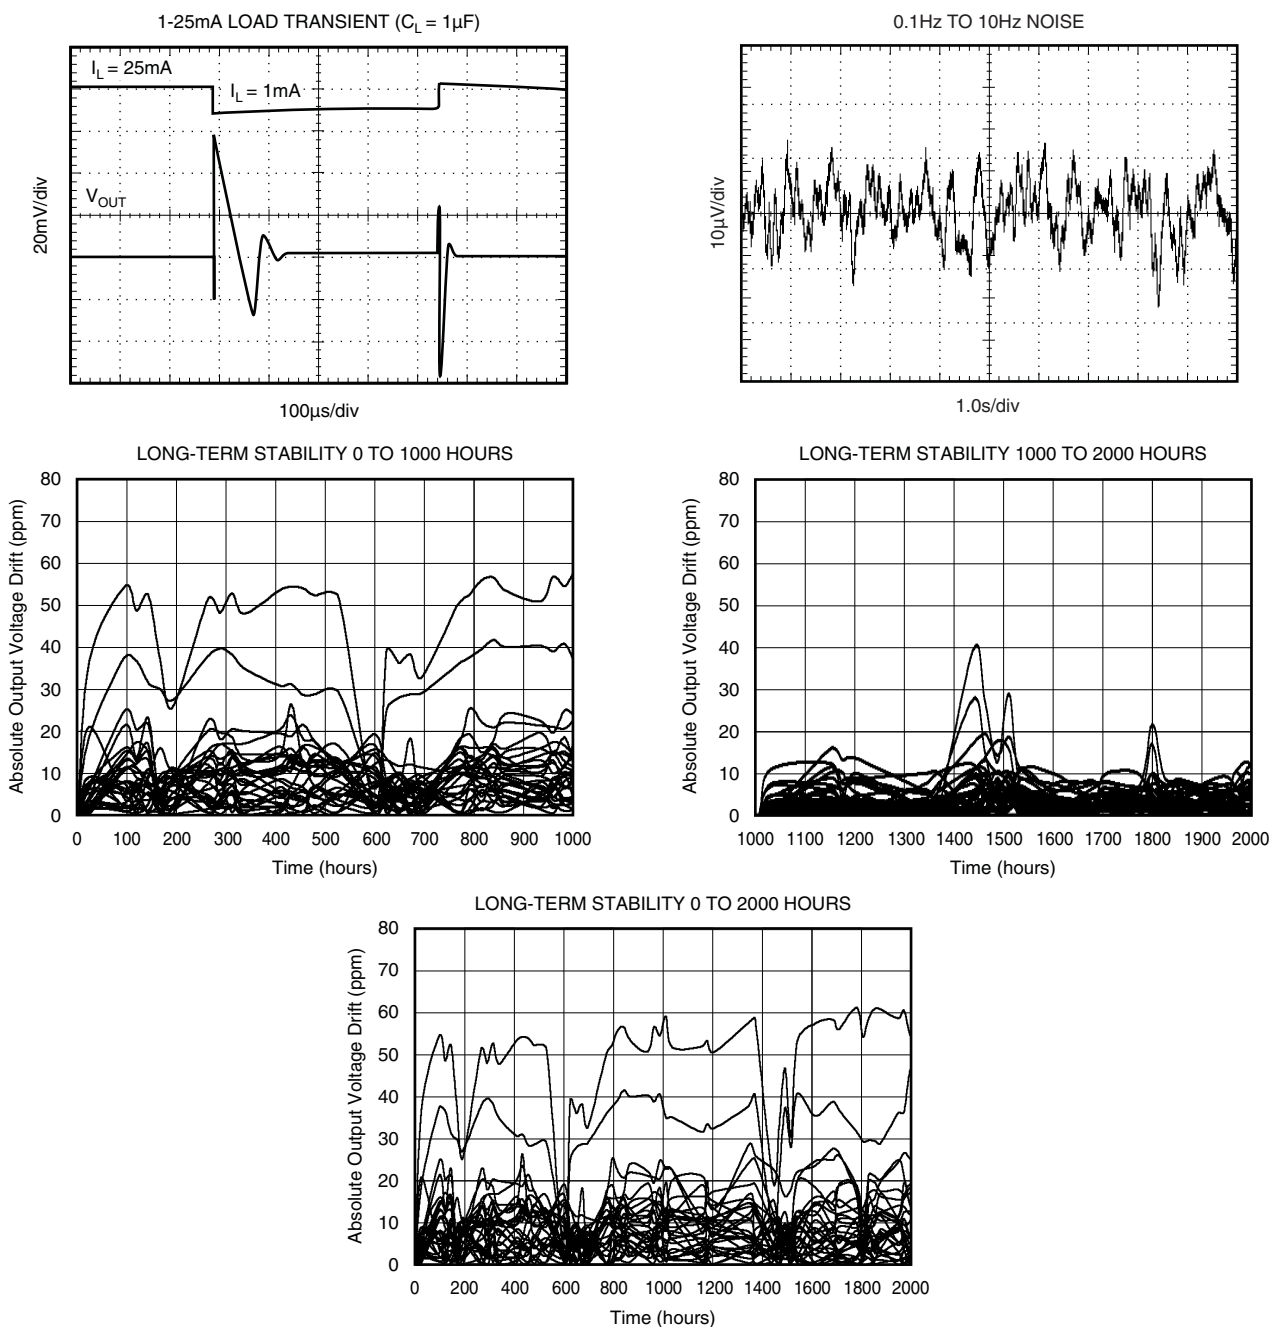 1-25mA LOAD TRANSIENT (CL = 1µF)
IL = 25mA
IL = 1mA
VOUT
20mV/div
100µs/div
0.1Hz TO 10Hz NOISE
10µV/div
1.0s/div
LONG-TERM STABILITY 0 TO 1000 HOURS
Absolute Output Voltage Drift (ppm)
80
70
60
50
40
30
20
10
0
0 100 200 300 400 500 600 700 800 900 1000
Time (hours)
LONG-TERM STABILITY 1000 TO 2000 HOURS
Absolute Output Voltage Drift (ppm)
80
70
60
50
40
30
20
10
0
1000 1100 1200 1300 1400 1500 1600 1700 1800 1900 2000
Time (hours)
LONG-TERM STABILITY 0 TO 2000 HOURS
Absolute Output Voltage Drift (ppm)
80
70
60
50
40
30
20
10
0
0 200 400 600 800 1000 1200 1400 1600 1800 2000
Time (hours)